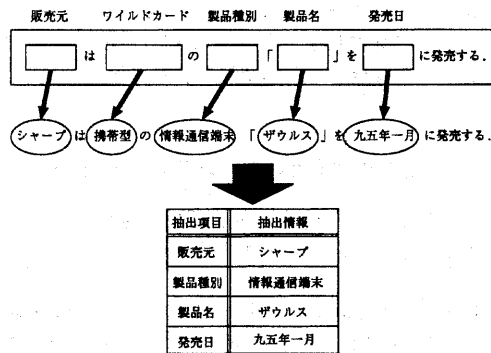 販売元 ワイルドカード 製品種別 製品名 発売日
は の 「 」を に発売する.
シャープ は 携帯型 の 情報通信端末 「ザウルス」を 九五年一月 に発売する.
抽出項目 抽出情報
販売元 シャープ
製品種別 情報通信端末
製品名 ザウルス
発売日 九五年一月